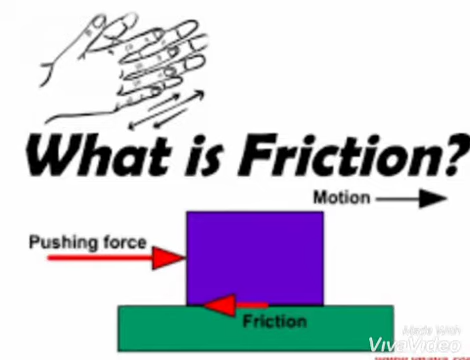 What is Friction?
Motion
Pushing force
Friction
Made With
VivaVideo